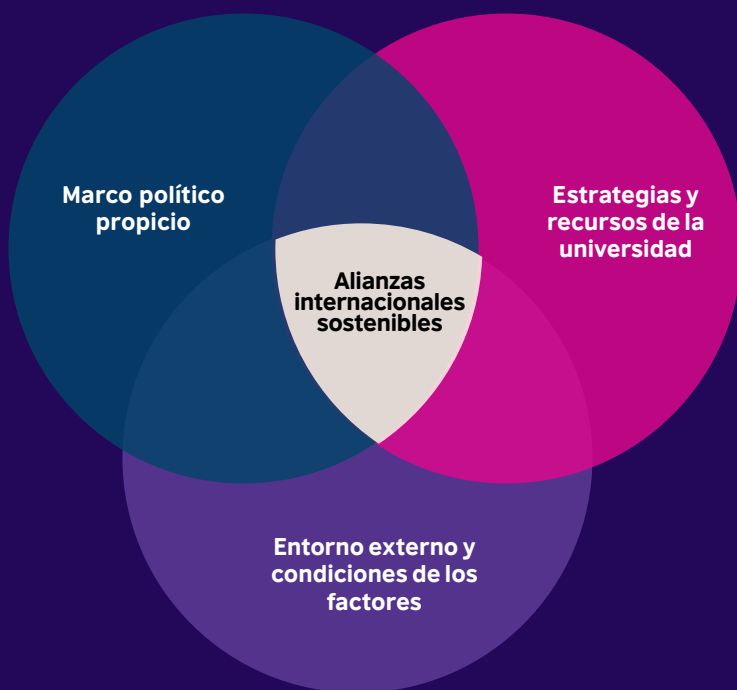 Marco político
propicio
Estrategias y
recursos de la
universidad
Alianzas
internacionales
sostenibles
Entorno externo y
condiciones de los
factores